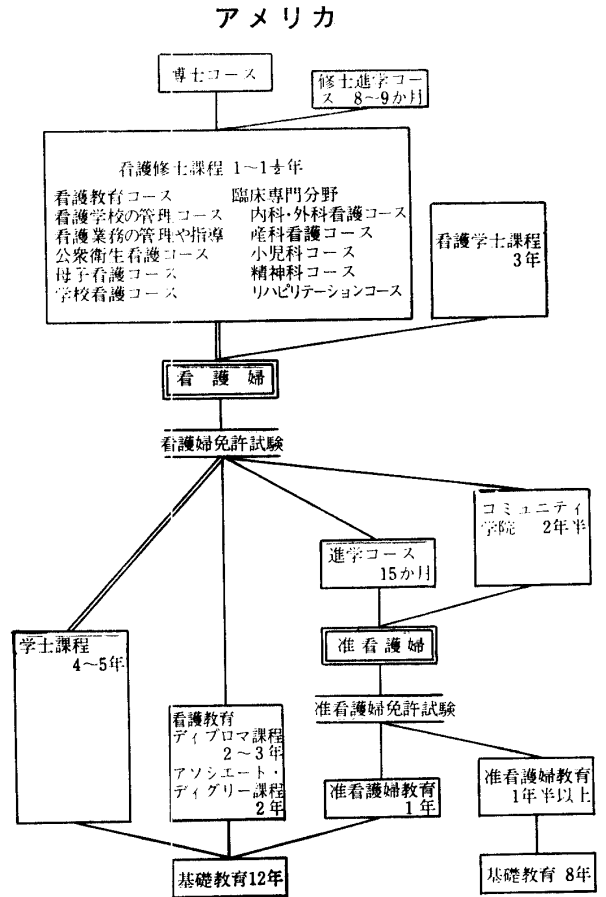 アメリカ
博士コース
修士進学コー
ス 8～9か月
看護修士課程 1～1½年
看護教育コース
看護学校の管理コース
看護業務の管理や指導
公衆衛生看護コース
母子看護コース
学校看護コース
臨床専門分野
内科・外科看護コース
産科看護コース
小児科コース
精神科コース
リハビリテーションコース
看護学士課程
3年
看護婦
看護婦免許試験
コミュニティ
学院 2年半
進学コース
15か月
准看護婦
准看護婦免許試験
学士課程
4～5年
看護教育
ディプロマ課程
2～3年
アソシエート・
ディグリー課程
2年
准看護婦教育
1年
准看護婦教育
1年半以上
基礎教育12年
基礎教育 8年